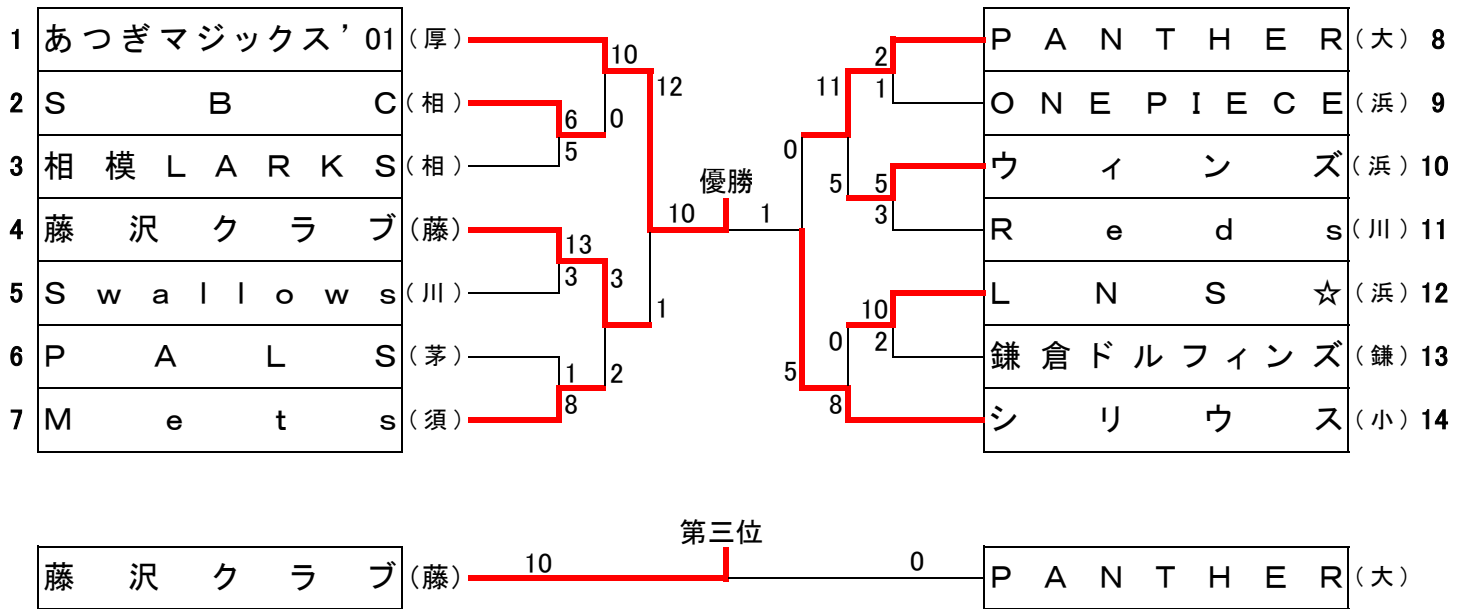 1 あつぎマジックス’01 (厚)
2 SBC (相)
3 相模LARKS (相)
4 藤沢クラブ (藤)
5 Swallows (川)
6 PALS (茅)
7 Mets (須)
10
12
6 0
5
13
3 3
1
1 2
8
優勝
10 1
PANTHER (大) 8
ONE PIECE (浜) 9
ウィンズ (浜) 10
Reds (川) 11
LNS☆ (浜) 12
鎌倉ドルフィンズ (鎌) 13
シリウス (小) 14
2
11 1
0
5 5
3
10
0 2
5
8
第三位
藤沢クラブ (藤) 10 0 PANTHER (大)